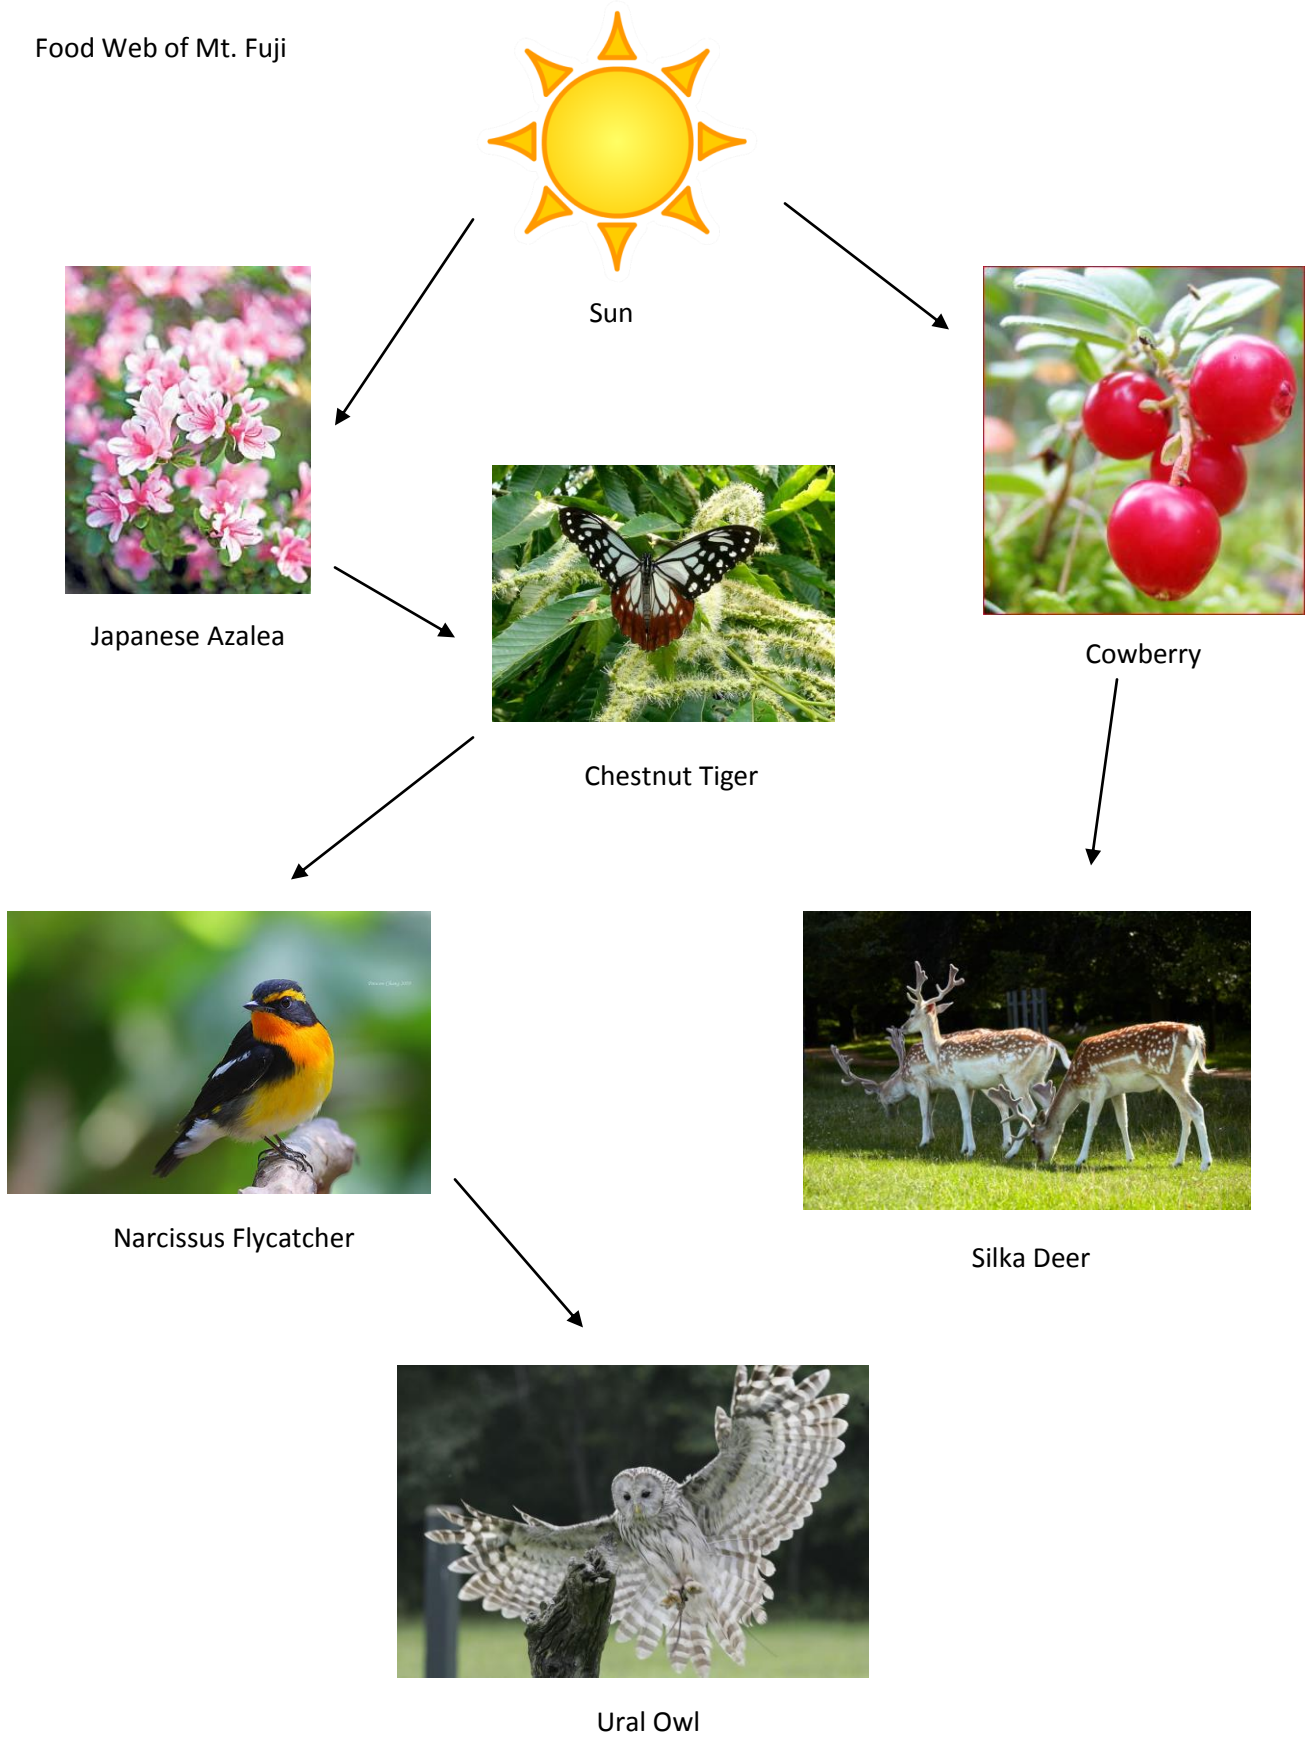 Food Web of Mt. Fuji
Sun
Japanese Azalea
Cowberry
Chestnut Tiger
Narcissus Flycatcher
Silka Deer
Ural Owl